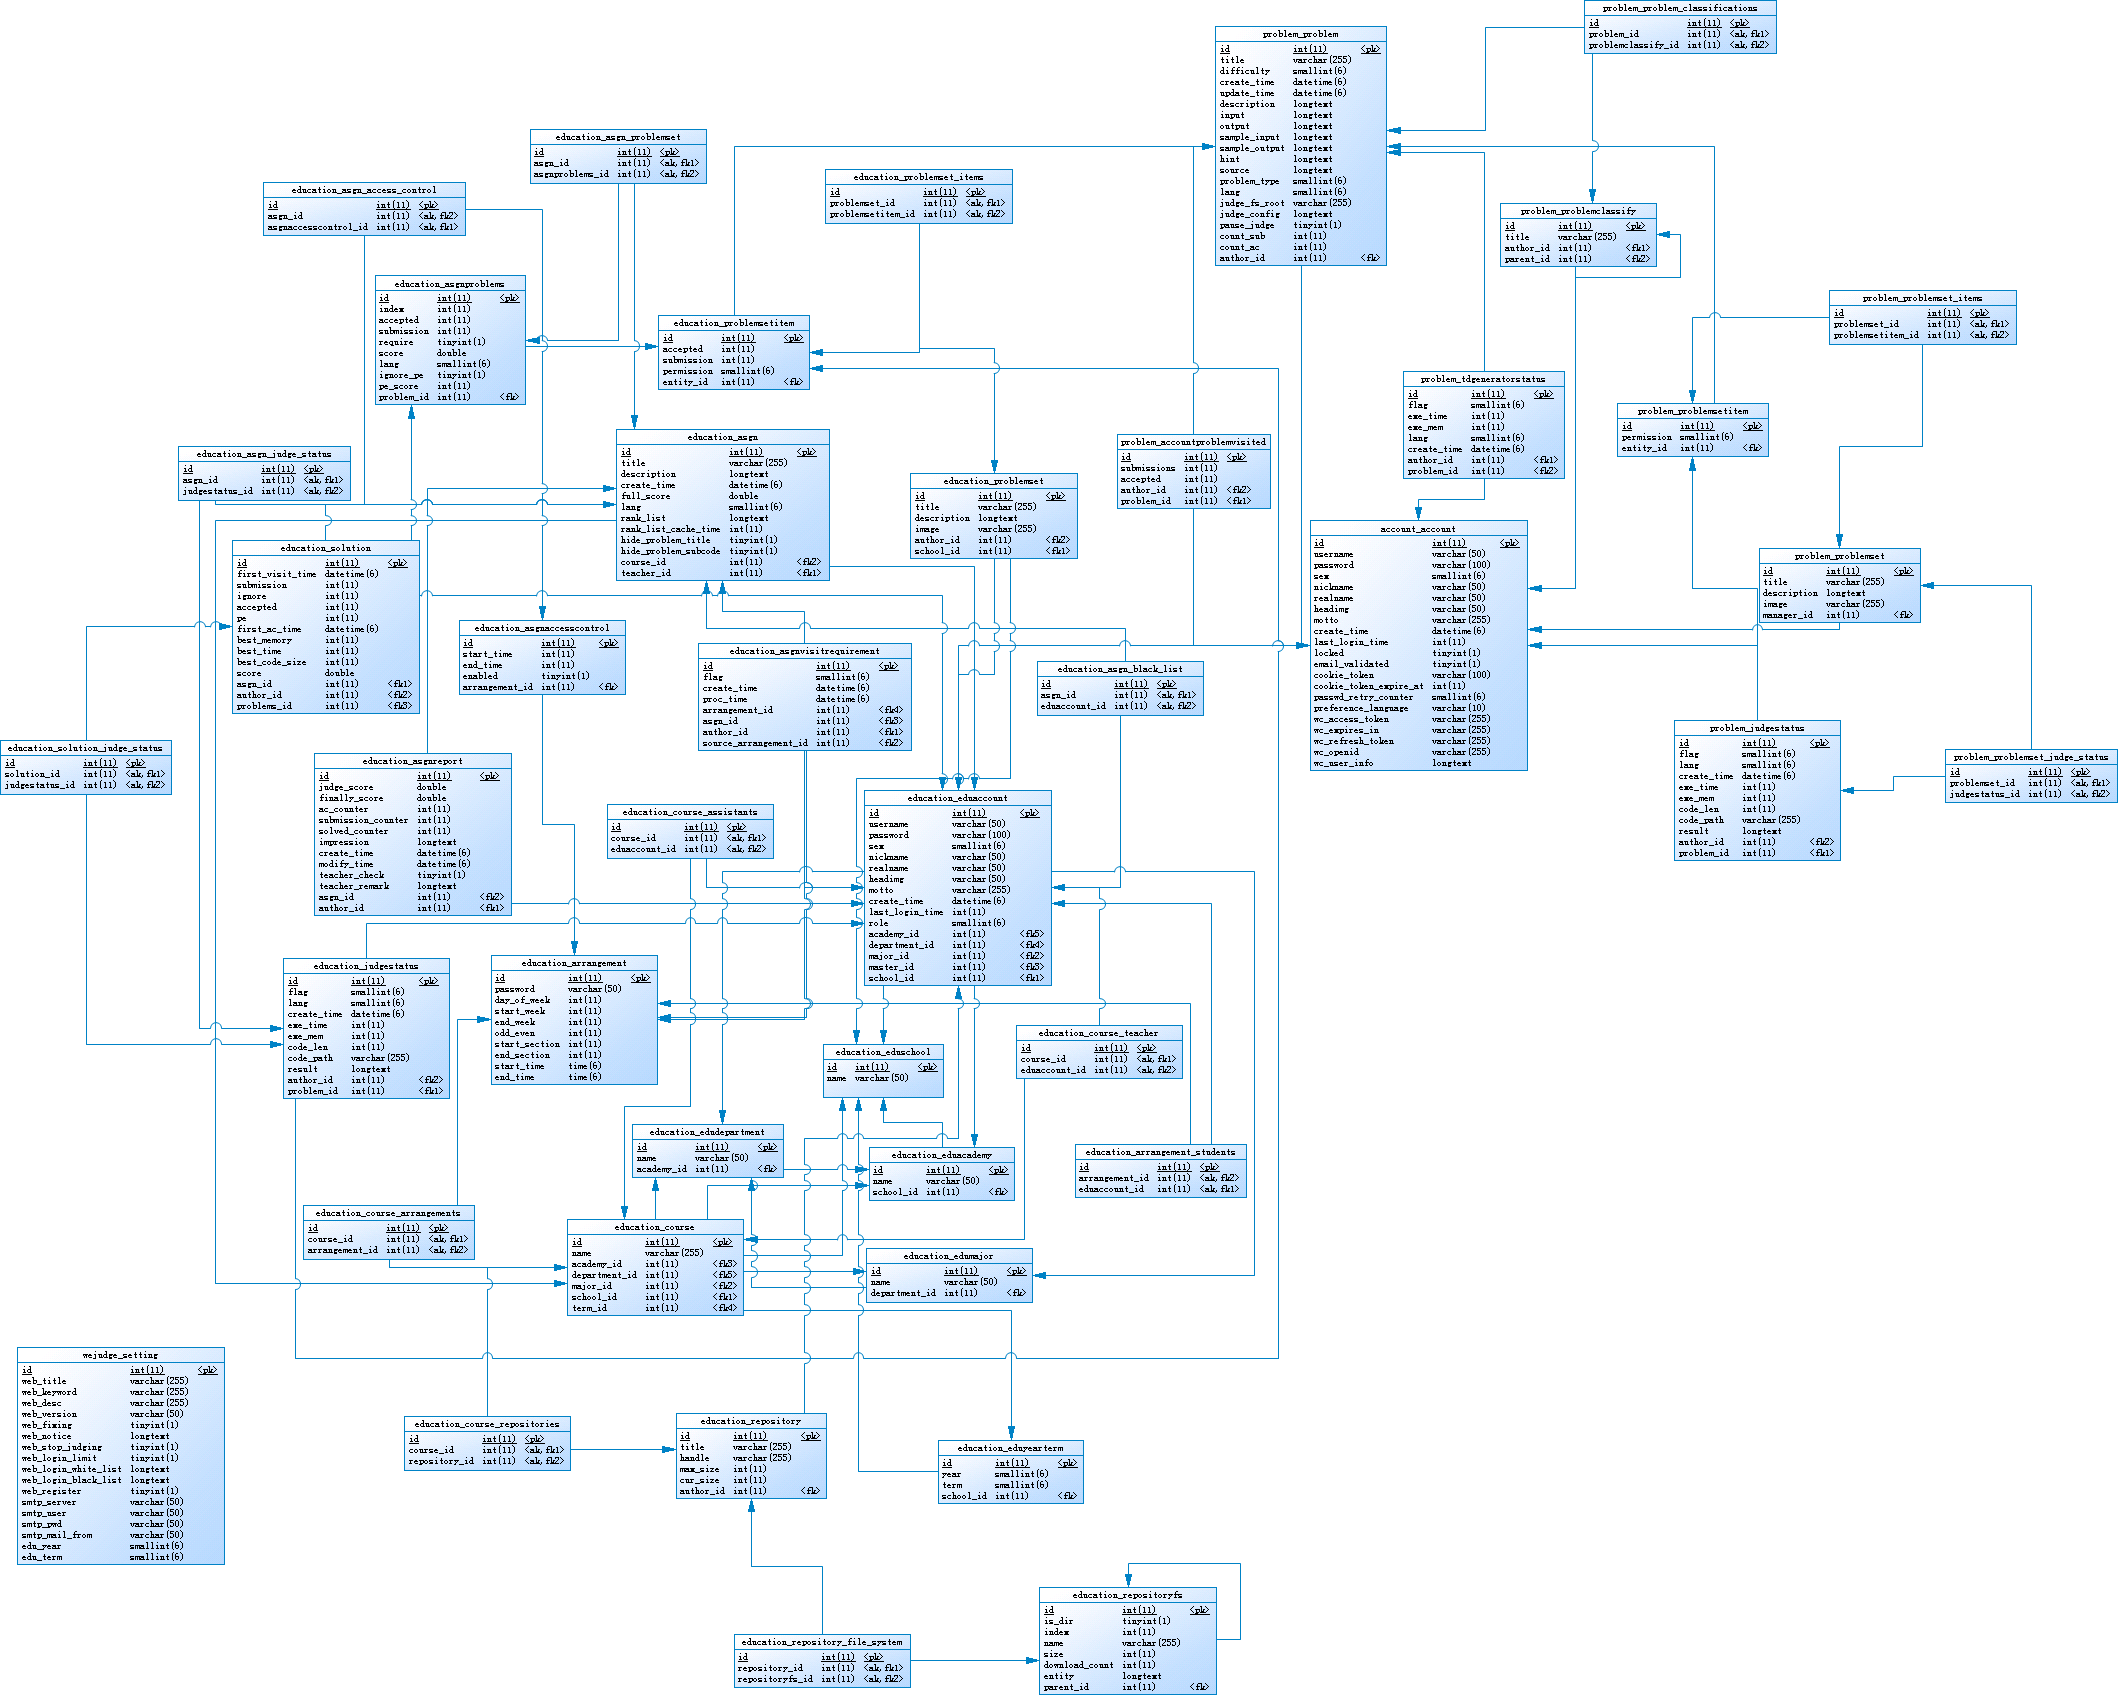 problem_problem_classifications
id int(11) <pk>
problem_id int(11) <ak,fk1>
problemclassify_id int(11) <ak,fk2>
problem_problem
id int(11) <pk>
title varchar(255)
difficulty smallint(6)
create_time datetime(6)
update_time datetime(6)
description longtext
input longtext
output longtext
sample_input longtext
sample_output longtext
hint longtext
source longtext
problem_type smallint(6)
lang smallint(6)
judge_fs_root varchar(255)
judge_config longtext
pause_judge tinyint(1)
count_sub int(11)
count_ac int(11)
author_id int(11) <fk>
education_asgn_problemset
id int(11) <pk>
asgn_id int(11) <ak,fk1>
asgnproblems_id int(11) <ak,fk2>
education_problemset_items
id int(11) <pk>
problemset_id int(11) <ak,fk1>
problemsetitem_id int(11) <ak,fk2>
education_asgn_access_control
id int(11) <pk>
asgn_id int(11) <ak,fk2>
asgnaccesscontrol_id int(11) <ak,fk1>
problem_problemclassify
id int(11) <pk>
title varchar(255)
author_id int(11) <fk1>
parent_id int(11) <fk2>
education_asgnproblems
id int(11) <pk>
index int(11)
accepted int(11)
submission int(11)
require tinyint(1)
score double
lang smallint(6)
ignore_pe tinyint(1)
pe_score int(11)
problem_id int(11) <fk>
problem_problemset_items
id int(11) <pk>
problemset_id int(11) <ak,fk1>
problemsetitem_id int(11) <ak,fk2>
education_problemsetitem
id int(11) <pk>
accepted int(11)
submission int(11)
permission smallint(6)
entity_id int(11) <fk>
problem_tdgeneratorstatus
id int(11) <pk>
flag smallint(6)
exe_time int(11)
exe_mem int(11)
lang smallint(6)
create_time datetime(6)
author_id int(11) <fk1>
problem_id int(11) <fk2>
problem_problemsetitem
id int(11) <pk>
permission smallint(6)
entity_id int(11) <fk>
education_asgn
id int(11) <pk>
title varchar(255)
description longtext
create_time datetime(6)
full_score double
lang smallint(6)
rank_list longtext
rank_list_cache_time int(11)
hide_problem_title tinyint(1)
hide_problem_subcode tinyint(1)
course_id int(11) <fk2>
teacher_id int(11) <fk1>
problem_accountproblemvisited
id int(11) <pk>
submissions int(11)
accepted int(11)
author_id int(11) <fk2>
problem_id int(11) <fk1>
education_asgn_judge_status
id int(11) <pk>
asgn_id int(11) <ak,fk1>
judgestatus_id int(11) <ak,fk2>
education_problemset
id int(11) <pk>
title varchar(255)
description longtext
image varchar(255)
author_id int(11) <fk2>
school_id int(11) <fk1>
account_account
id int(11) <pk>
username varchar(50)
password varchar(100)
sex smallint(6)
nickname varchar(50)
realname varchar(50)
headimg varchar(50)
motto varchar(255)
create_time datetime(6)
last_login_time int(11)
locked tinyint(1)
email_validated tinyint(1)
cookie_token varchar(100)
cookie_token_expire_at int(11)
passwd_retry_counter smallint(6)
preference_language varchar(10)
wc_access_token varchar(255)
wc_expires_in varchar(255)
wc_refresh_token varchar(255)
wc_openid varchar(255)
wc_user_info longtext
education_solution
id int(11) <pk>
first_visit_time datetime(6)
submission int(11)
ignore int(11)
accepted int(11)
pe int(11)
first_ac_time datetime(6)
best_memory int(11)
best_time int(11)
best_code_size int(11)
score double
asgn_id int(11) <fk1>
author_id int(11) <fk2>
problems_id int(11) <fk3>
problem_problemset
id int(11) <pk>
title varchar(255)
description longtext
image varchar(255)
manager_id int(11) <fk>
education_asgnaccesscontrol
id int(11) <pk>
start_time int(11)
end_time int(11)
enabled tinyint(1)
arrangement_id int(11) <fk>
education_asgnvisitrequirement
id int(11) <pk>
flag smallint(6)
create_time datetime(6)
proc_time datetime(6)
arrangement_id int(11) <fk4>
asgn_id int(11) <fk3>
author_id int(11) <fk1>
source_arrangement_id int(11) <fk2>
education_asgn_black_list
id int(11) <pk>
asgn_id int(11) <ak,fk1>
eduaccount_id int(11) <ak,fk2>
problem_judgestatus
id int(11) <pk>
flag smallint(6)
lang smallint(6)
create_time datetime(6)
exe_time int(11)
exe_mem int(11)
code_len int(11)
code_path varchar(255)
result longtext
author_id int(11) <fk2>
problem_id int(11) <fk1>
education_solution_judge_status
id int(11) <pk>
solution_id int(11) <ak,fk1>
judgestatus_id int(11) <ak,fk2>
problem_problemset_judge_status
id int(11) <pk>
problemset_id int(11) <ak,fk1>
judgestatus_id int(11) <ak,fk2>
education_asgnreport
id int(11) <pk>
judge_score double
finally_score double
ac_counter int(11)
submission_counter int(11)
solved_counter int(11)
impression longtext
create_time datetime(6)
modify_time datetime(6)
teacher_check tinyint(1)
teacher_remark longtext
asgn_id int(11) <fk2>
author_id int(11) <fk1>
education_course_assistants
id int(11) <pk>
course_id int(11) <ak,fk1>
eduaccount_id int(11) <ak,fk2>
education_eduaccount
id int(11) <pk>
username varchar(50)
password varchar(100)
sex smallint(6)
nickname varchar(50)
realname varchar(50)
headimg varchar(50)
motto varchar(255)
create_time datetime(6)
last_login_time int(11)
role smallint(6)
academy_id int(11) <fk5>
department_id int(11) <fk4>
major_id int(11) <fk2>
master_id int(11) <fk3>
school_id int(11) <fk1>
education_judgestatus
id int(11) <pk>
flag smallint(6)
lang smallint(6)
create_time datetime(6)
exe_time int(11)
exe_mem int(11)
code_len int(11)
code_path varchar(255)
result longtext
author_id int(11) <fk2>
problem_id int(11) <fk1>
education_arrangement
id int(11) <pk>
password varchar(50)
day_of_week int(11)
start_week int(11)
end_week int(11)
odd_even int(11)
start_section int(11)
end_section int(11)
start_time time(6)
end_time time(6)
education_course_teacher
id int(11) <pk>
course_id int(11) <ak,fk1>
eduaccount_id int(11) <ak,fk2>
education_eduschool
id int(11) <pk>
name varchar(50)
education_edudepartment
id int(11) <pk>
name varchar(50)
academy_id int(11) <fk>
education_eduacademy
id int(11) <pk>
name varchar(50)
school_id int(11) <fk>
education_arrangement_students
id int(11) <pk>
arrangement_id int(11) <ak,fk2>
eduaccount_id int(11) <ak,fk1>
education_course_arrangements
id int(11) <pk>
course_id int(11) <ak,fk1>
arrangement_id int(11) <ak,fk2>
education_course
id int(11) <pk>
name varchar(255)
academy_id int(11) <fk3>
department_id int(11) <fk5>
major_id int(11) <fk2>
school_id int(11) <fk1>
term_id int(11) <fk4>
education_edumajor
id int(11) <pk>
name varchar(50)
department_id int(11) <fk>
wejudge_setting
id int(11) <pk>
web_title varchar(255)
web_keyword varchar(255)
web_desc varchar(255)
web_version varchar(50)
web_fixing tinyint(1)
web_notice longtext
web_stop_judging tinyint(1)
web_login_limit tinyint(1)
web_login_white_list longtext
web_login_black_list longtext
web_register tinyint(1)
smtp_server varchar(50)
smtp_user varchar(50)
smtp_pwd varchar(50)
smtp_mail_from varchar(50)
edu_year smallint(6)
edu_term smallint(6)
education_course_repositories
id int(11) <pk>
course_id int(11) <ak,fk1>
repository_id int(11) <ak,fk2>
education_repository
id int(11) <pk>
title varchar(255)
handle varchar(255)
max_size int(11)
cur_size int(11)
author_id int(11) <fk>
education_eduyearterm
id int(11) <pk>
year smallint(6)
term smallint(6)
school_id int(11) <fk>
education_repositoryfs
id int(11) <pk>
is_dir tinyint(1)
index int(11)
name varchar(255)
size int(11)
download_count int(11)
entity longtext
parent_id int(11) <fk>
education_repository_file_system
id int(11) <pk>
repository_id int(11) <ak,fk1>
repositoryfs_id int(11) <ak,fk2>